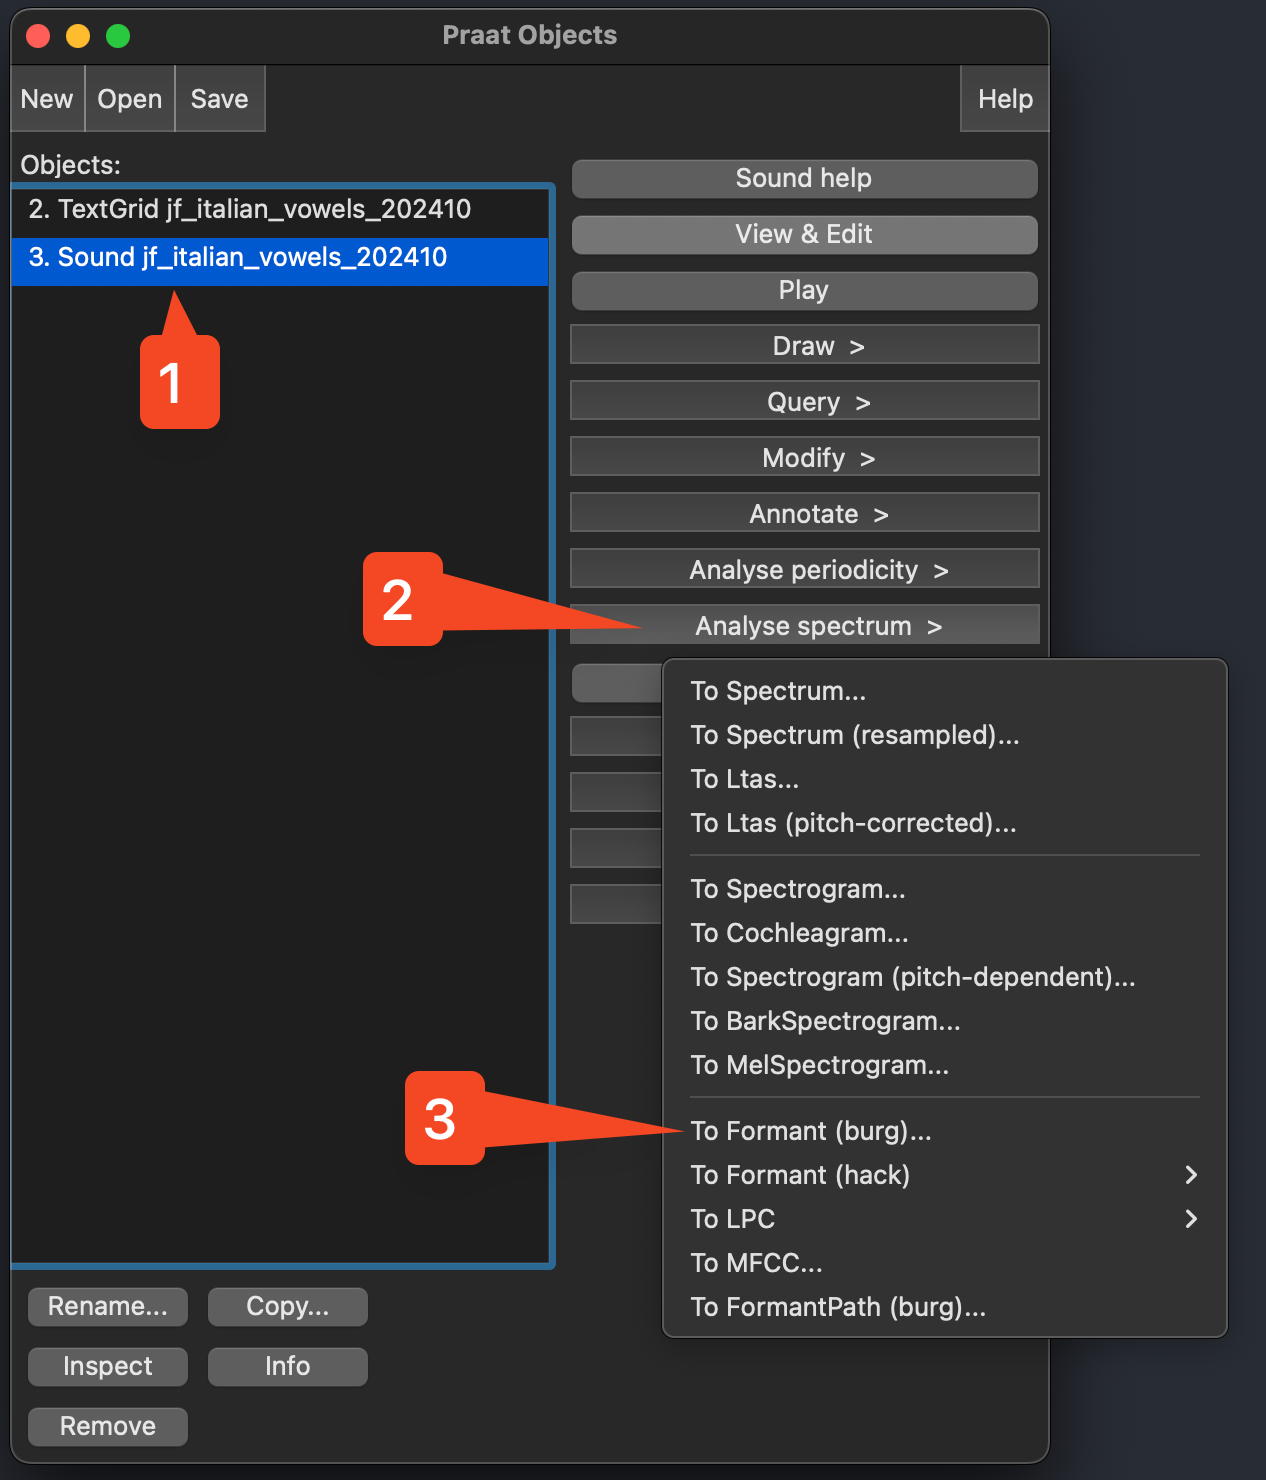 Praat Objects
New
Open
Save
Help
Objects:
2. TextGrid jf_italian_vowels_202410
3. Sound jf_italian_vowels_202410
1
Sound help
View & Edit
Play
Draw >
Query >
Modify >
Annotate >
Analyse periodicity >
2
Analyse spectrum >
To Spectrum...
To Spectrum (resampled)...
To Ltas...
To Ltas (pitch-corrected)...
To Spectrogram...
To Cochleagram...
To Spectrogram (pitch-dependent)...
To BarkSpectrogram...
To MelSpectrogram...
3
To Formant (burg)...
To Formant (hack)
To LPC
To MFCC...
To FormantPath (burg)...
Rename...
Copy...
Inspect
Info
Remove